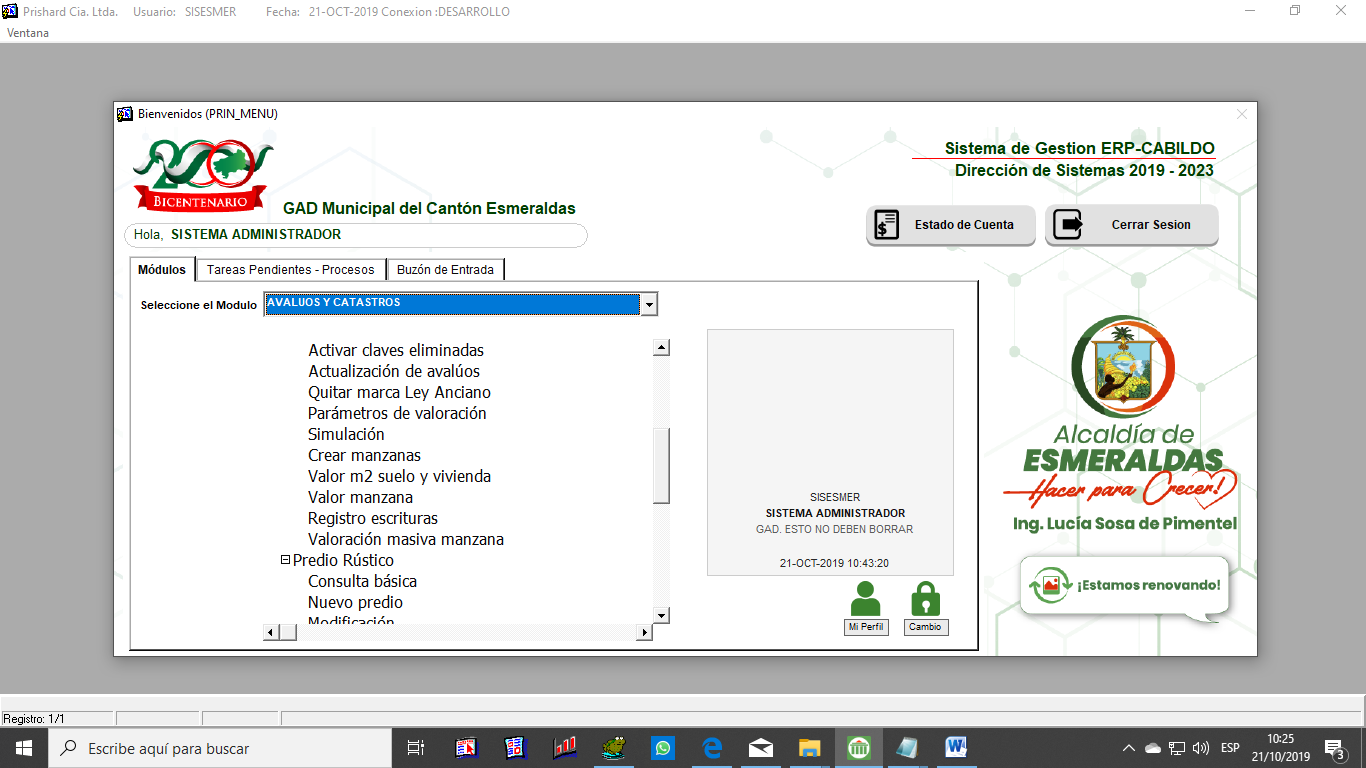 Prishard Cia. Ltda. Usuario: SISESMER Fecha: 21-OCT-2019 Conexion :DESARROLLO
Ventana
Bienvenidos (PRIN_MENU)
200
BICENTENARIO
Sistema de Gestion ERP-CABILDO
Dirección de Sistemas 2019 - 2023
GAD Municipal del Cantón Esmeraldas
Hola, SISTEMA ADMINISTRADOR
Estado de Cuenta
Cerrar Sesion
Módulos
Tareas Pendientes - Procesos
Buzón de Entrada
Seleccione el Modulo
AVALUOS Y CATASTROS
Activar claves eliminadas
Actualización de avalúos
Quitar marca Ley Anciano
Parámetros de valoración
Simulación
Crear manzanas
Valor m2 suelo y vivienda
Valor manzana
Registro escrituras
Valoración masiva manzana
Predio Rústico
Consulta básica
Nuevo predio
Modificación
SISESMER
SISTEMA ADMINISTRADOR
GAD. ESTO NO DEBEN BORRAR
21-OCT-2019 10:43:20
Mi Perfil
Cambio
Alcaldía de
ESMERALDAS
Hacer para Crecer!
Ing. Lucía Sosa de Pimentel
¡Estamos renovando!
Registro: 1/1
Escribe aquí para buscar
ESP
10:25
21/10/2019
3